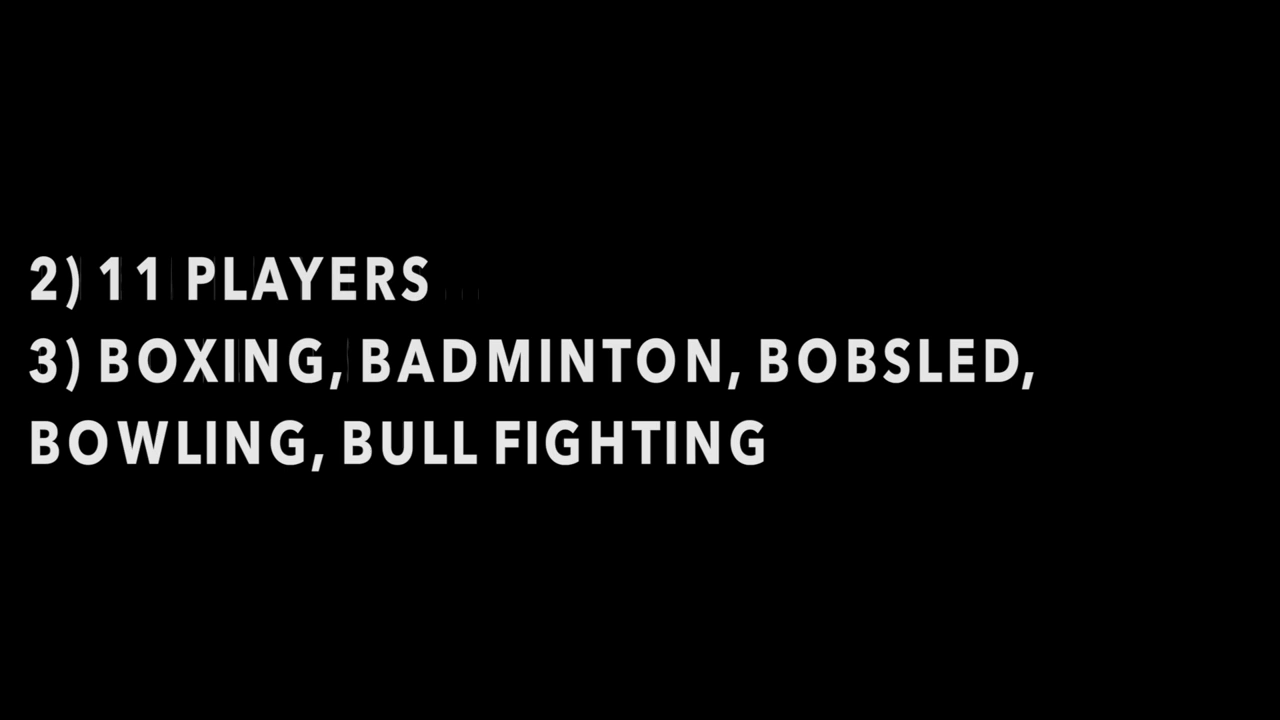 2) 11 PLAYERS
3) BOXING, BADMINTON, BOBSLED,
BOWLING, BULL FIGHTING